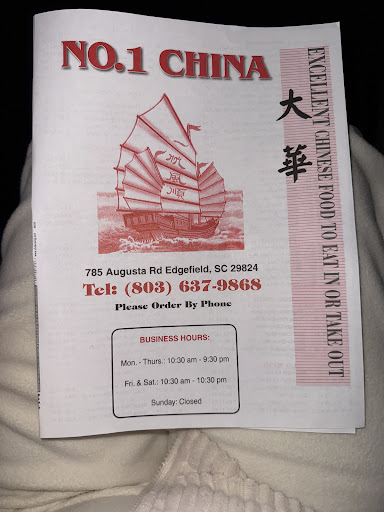 NO.1 CHINA
EXCELLENT CHINESE FOOD TO EAT IN OR TAKE OUT
大
華
785 Augusta Rd Edgefield, SC 29824
Tel: (803) 637-9868
Please Order By Phone
BUSINESS HOURS:
Mon. - Thurs.: 10:30 am - 9:30 pm
Fri. & Sat.: 10:30 am - 10:30 pm
Sunday: Closed